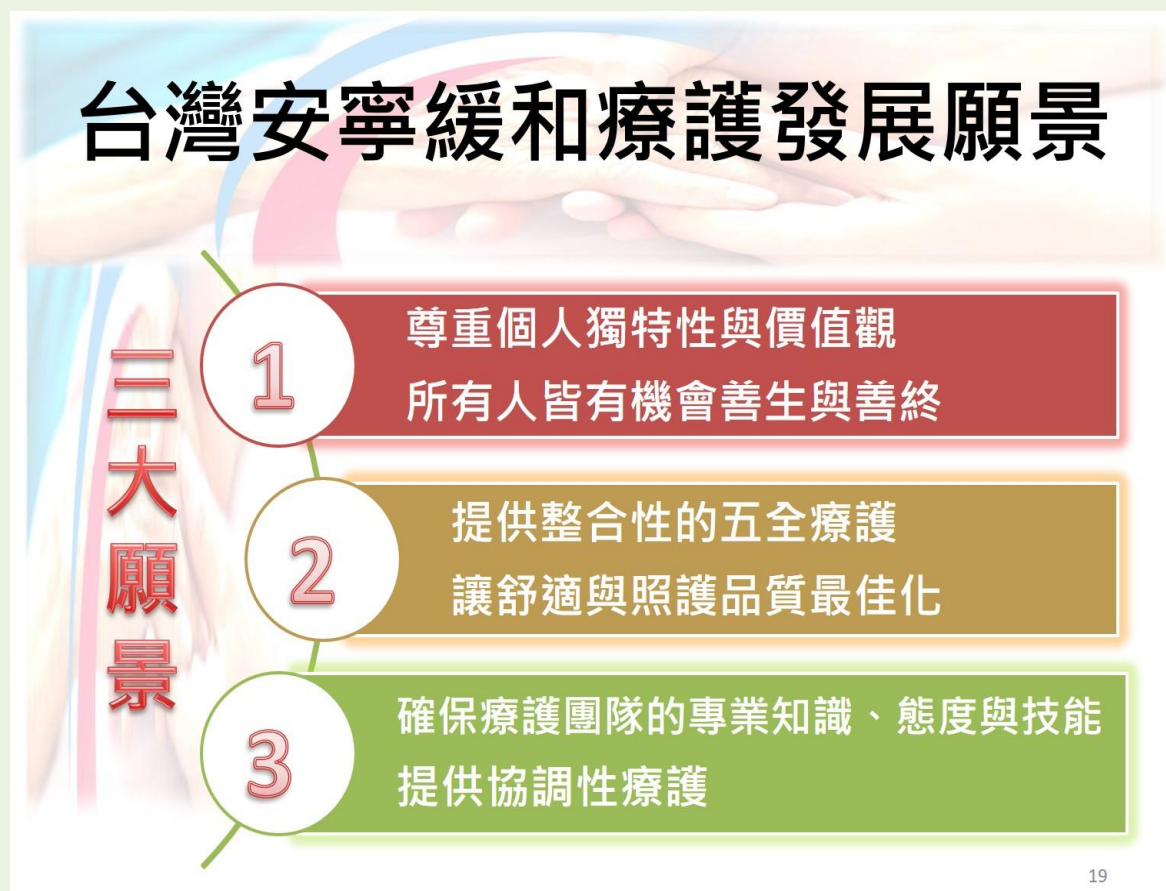 台灣安寧緩和療護發展願景
三大願景
1
尊重個人獨特性與價值觀
所有人皆有機會善生與善終
2
提供整合性的五全療護
讓舒適與照護品質最佳化
3
確保療護團隊的專業知識、態度與技能
提供協調性療護
19